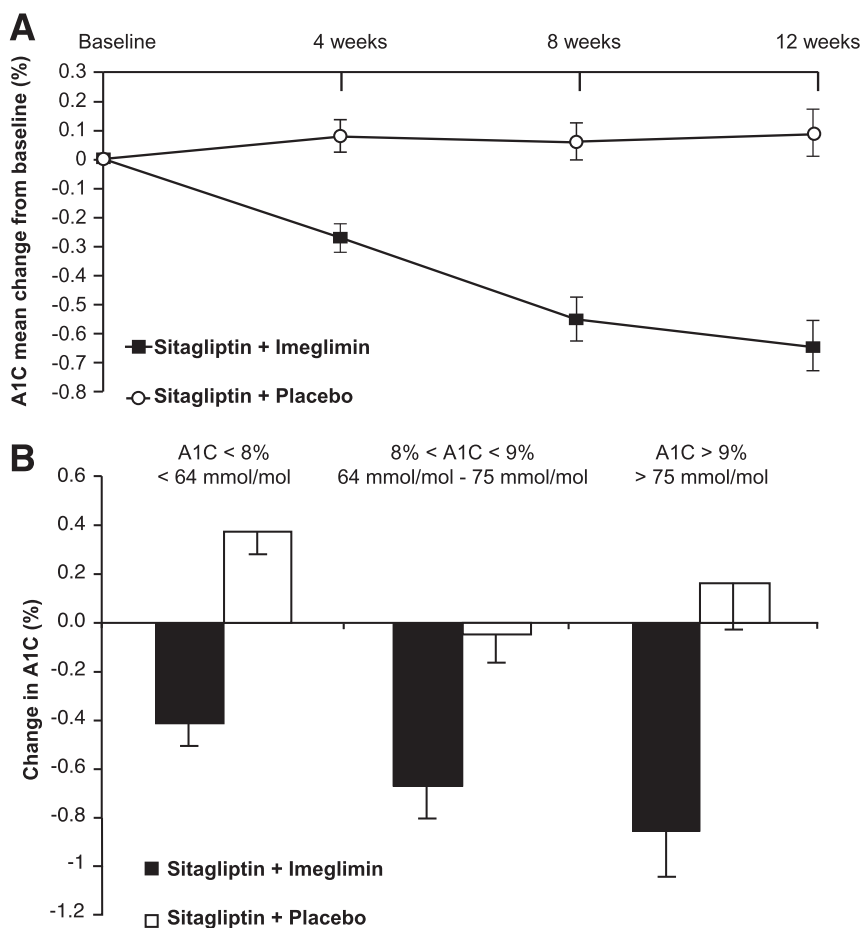 A
Baseline 4 weeks 8 weeks 12 weeks
A1C mean change from baseline (%)
0.3
0.2
0.1
0
-0.1
-0.2
-0.3
-0.4
-0.5
-0.6
-0.7
-0.8
Sitagliptin + Imeglimin
Sitagliptin + Placebo
B
A1C < 8% 8% < A1C < 9% A1C > 9%
< 64 mmol/mol 64 mmol/mol - 75 mmol/mol > 75 mmol/mol
Change in A1C (%)
0.6
0.4
0.2
0.0
-0.2
-0.4
-0.6
-0.8
-1
-1.2
Sitagliptin + Imeglimin
Sitagliptin + Placebo